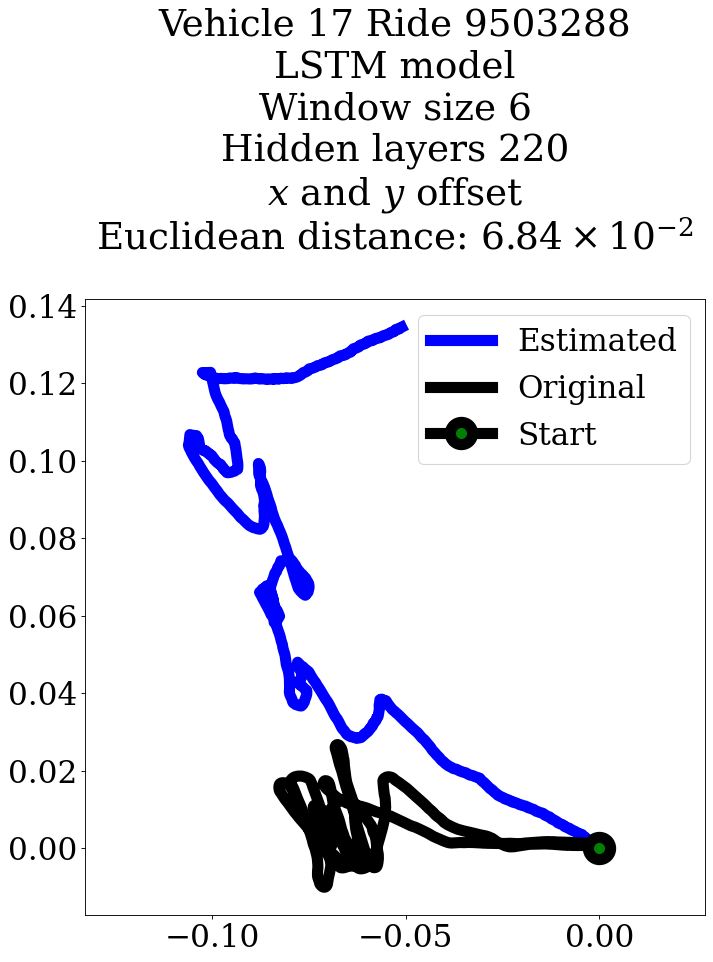 Vehicle 17 Ride 9503288
LSTM model
Window size 6
Hidden layers 220
x and y offset
Euclidean distance: 6.84 × 10⁻²
0.14
0.12
0.10
0.08
0.06
0.04
0.02
0.00
Estimated
Original
Start
−0.10 −0.05 0.00